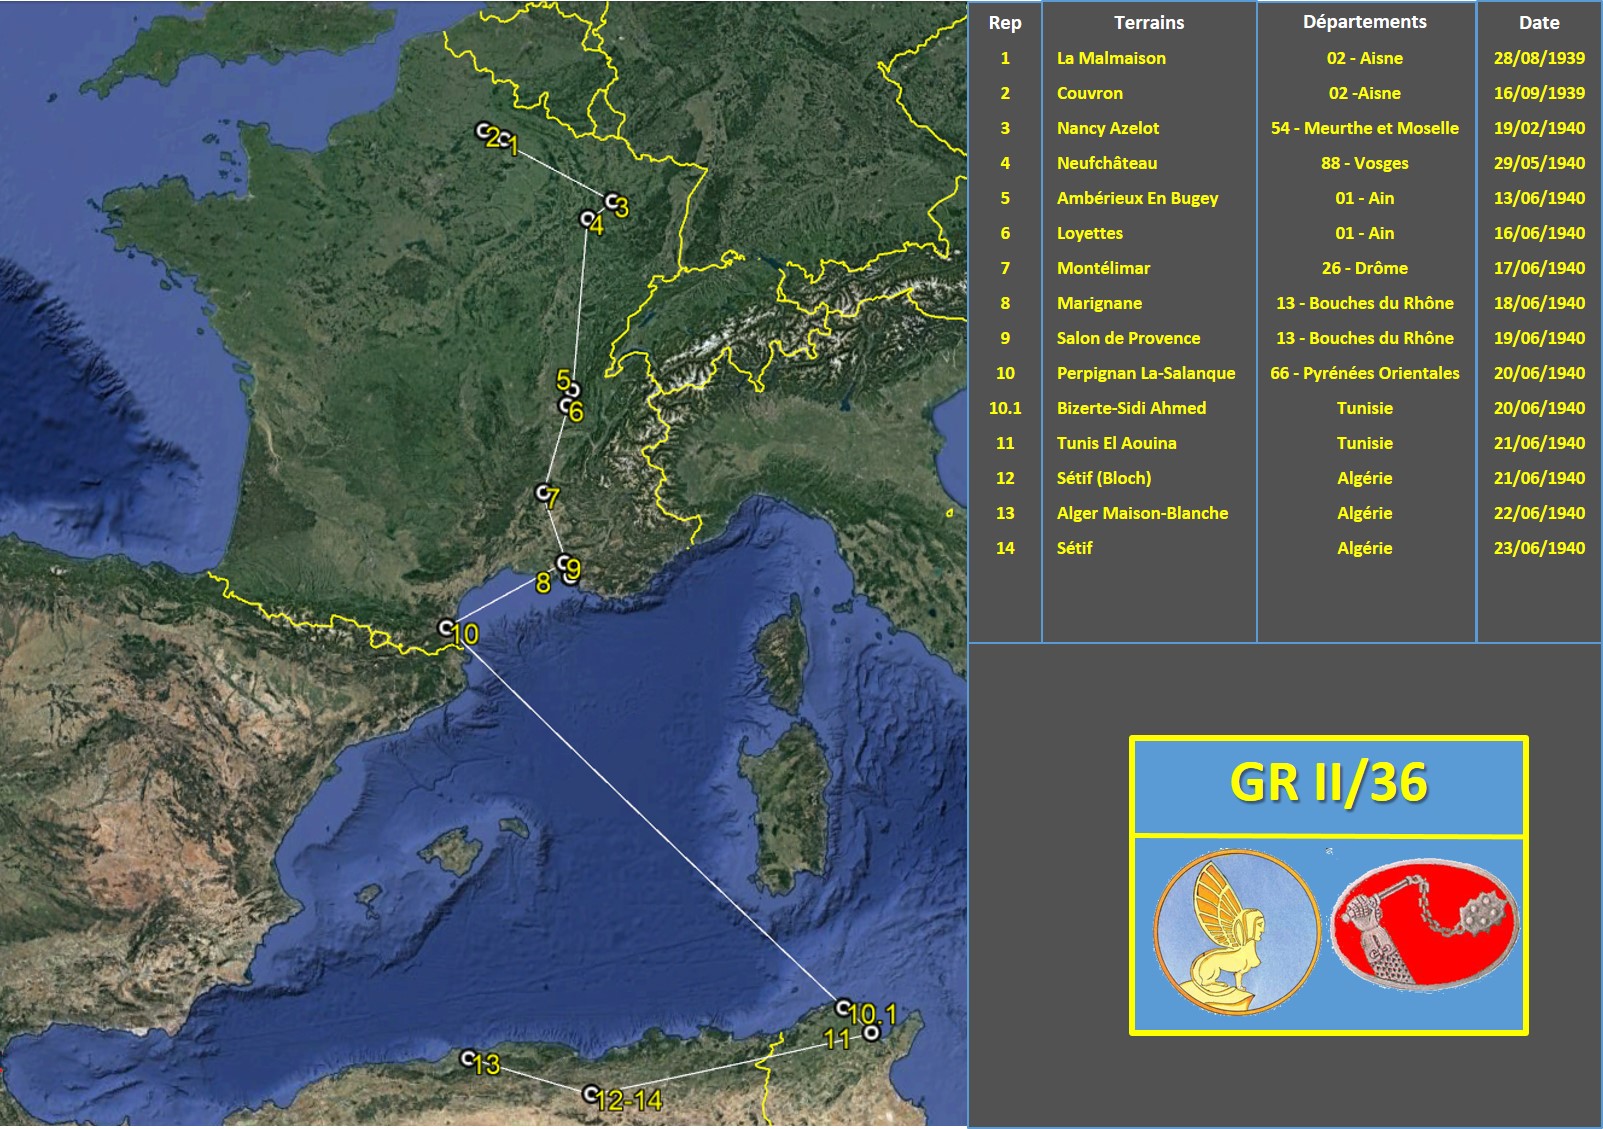 Rep Terrains Départements Date
1 La Malmaison 02 - Aisne 28/08/1939
2 Couvron 02 -Aisne 16/09/1939
3 Nancy Azelot 54 - Meurthe et Moselle 19/02/1940
4 Neufchâteau 88 - Vosges 29/05/1940
5 Ambérieux En Bugey 01 - Ain 13/06/1940
6 Loyettes 01 - Ain 16/06/1940
7 Montélimar 26 - Drôme 17/06/1940
8 Marignane 13 - Bouches du Rhône 18/06/1940
9 Salon de Provence 13 - Bouches du Rhône 19/06/1940
10 Perpignan La-Salanque 66 - Pyrénées Orientales 20/06/1940
10.1 Bizerte-Sidi Ahmed Tunisie 20/06/1940
11 Tunis El Aouina Tunisie 21/06/1940
12 Sétif (Bloch) Algérie 21/06/1940
13 Alger Maison-Blanche Algérie 22/06/1940
14 Sétif Algérie 23/06/1940
2
1
3
4
5
6
7
9
8
10
10.1
11
13
12-14
GR II/36